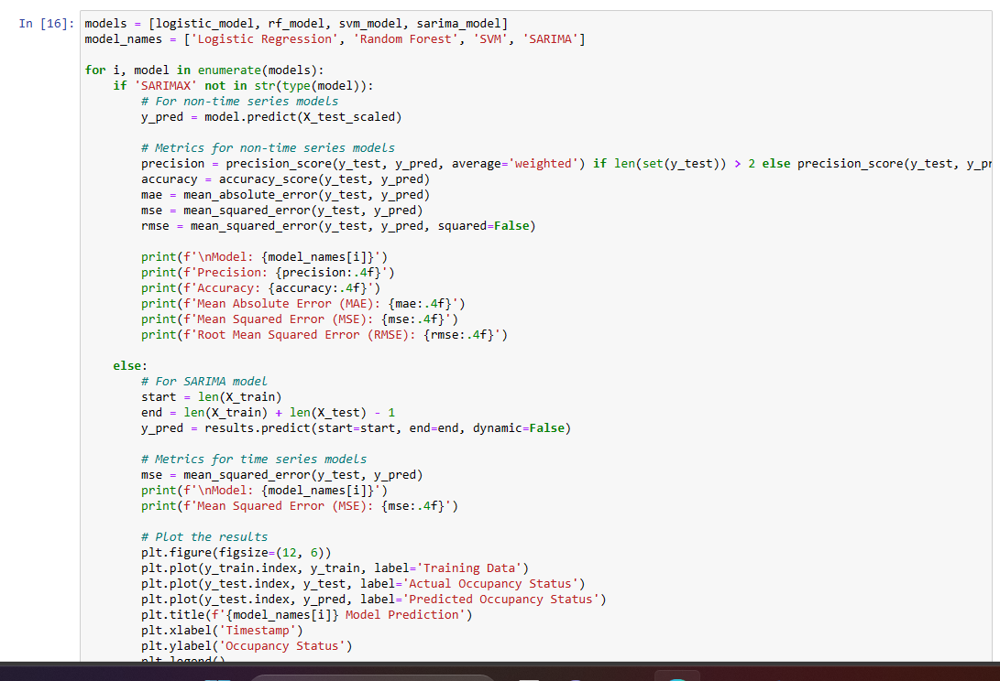 In [16]: models = [logistic_model, rf_model, svm_model, sarima_model]
model_names = ['Logistic Regression', 'Random Forest', 'SVM', 'SARIMA']

for i, model in enumerate(models):
    if 'SARIMAX' not in str(type(model)):
        # For non-time series models
        y_pred = model.predict(X_test_scaled)

        # Metrics for non-time series models
        precision = precision_score(y_test, y_pred, average='weighted') if len(set(y_test)) > 2 else precision_score(y_test, y_pr
        accuracy = accuracy_score(y_test, y_pred)
        mae = mean_absolute_error(y_test, y_pred)
        mse = mean_squared_error(y_test, y_pred)
        rmse = mean_squared_error(y_test, y_pred, squared=False)

        print(f'\nModel: {model_names[i]}')
        print(f'Precision: {precision:.4f}')
        print(f'Accuracy: {accuracy:.4f}')
        print(f'Mean Absolute Error (MAE): {mae:.4f}')
        print(f'Mean Squared Error (MSE): {mse:.4f}')
        print(f'Root Mean Squared Error (RMSE): {rmse:.4f}')

    else:
        # For SARIMA model
        start = len(X_train)
        end = len(X_train) + len(X_test) - 1
        y_pred = results.predict(start=start, end=end, dynamic=False)

        # Metrics for time series models
        mse = mean_squared_error(y_test, y_pred)
        print(f'\nModel: {model_names[i]}')
        print(f'Mean Squared Error (MSE): {mse:.4f}')

        # Plot the results
        plt.figure(figsize=(12, 6))
        plt.plot(y_train.index, y_train, label='Training Data')
        plt.plot(y_test.index, y_test, label='Actual Occupancy Status')
        plt.plot(y_test.index, y_pred, label='Predicted Occupancy Status')
        plt.title(f'{model_names[i]} Model Prediction')
        plt.xlabel('Timestamp')
        plt.ylabel('Occupancy Status')
        plt.legend()